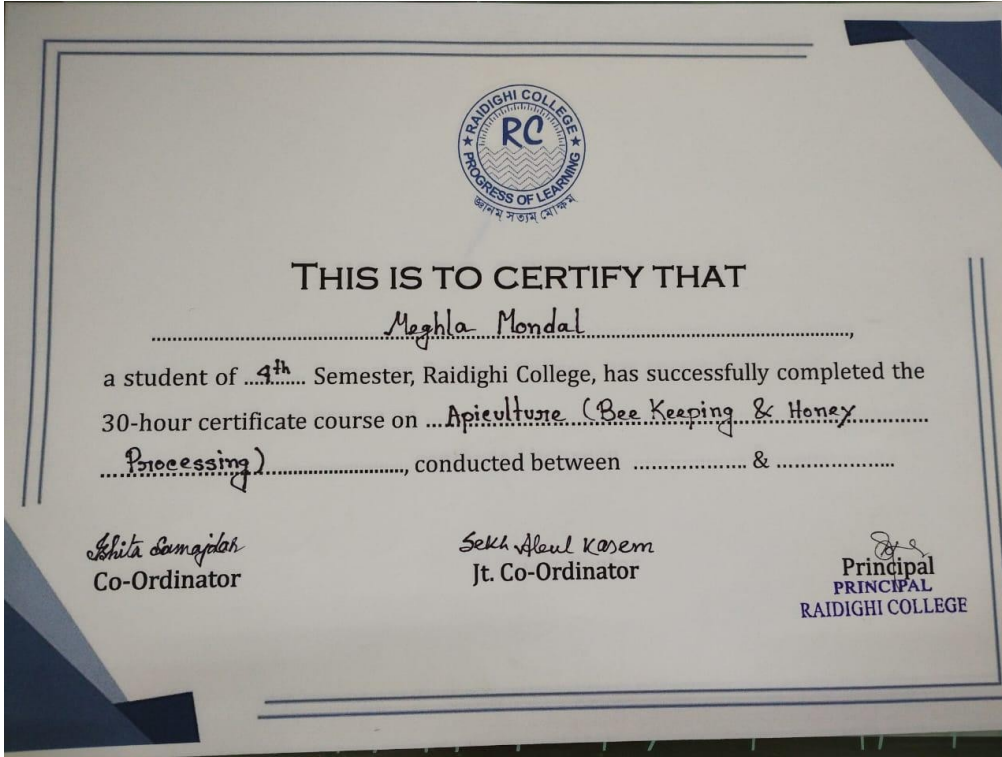 ★ RAIDIGHI COLLEGE ★
RC
PROGRESS OF LEARNING
জ্ঞানম্ সত্যম্ মোক্ষম্
THIS IS TO CERTIFY THAT
Meghla Mondal
a student of 4th Semester, Raidighi College, has successfully completed the
30-hour certificate course on Apiculture (Bee Keeping & Honey
Processing), conducted between .................... & ....................
Ishita Samajdar
Co-Ordinator
Sekh Aleul Kasem
Jt. Co-Ordinator
Principal
PRINCIPAL
RAIDIGHI COLLEGE